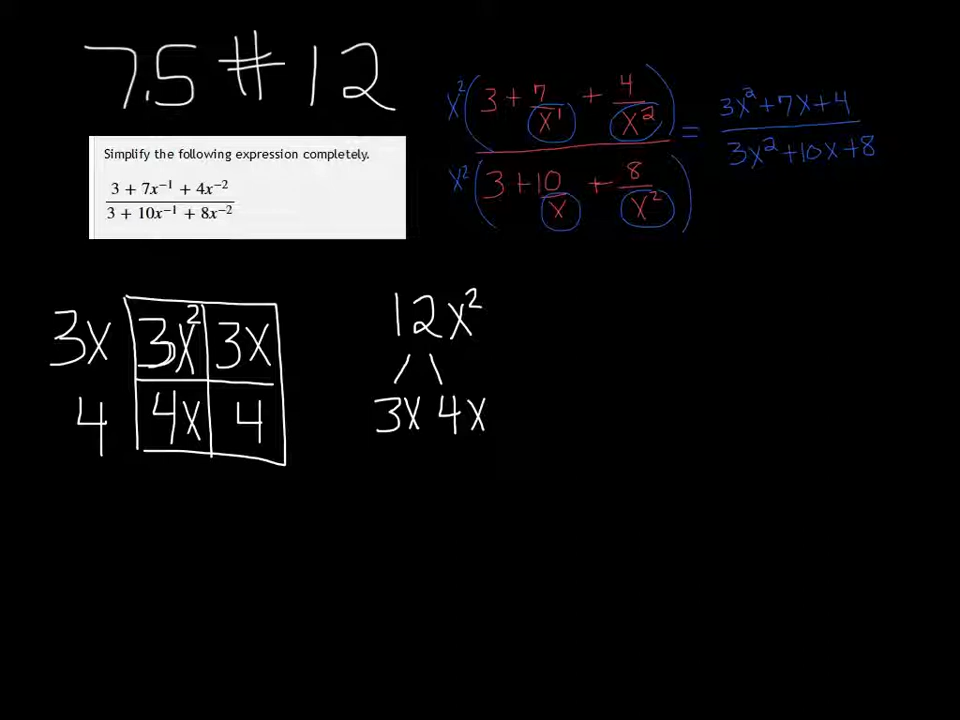 7.5 # 12
Simplify the following expression completely.
3 + 7x⁻¹ + 4x⁻²
3 + 10x⁻¹ + 8x⁻²
x² ( 3 + 7/x¹ + 4/x² )
x² ( 3 + 10/x + 8/x² )
=
3x² + 7x + 4
3x² + 10x + 8
3x 3x² 3x
4 4x 4
12x²
3x 4x